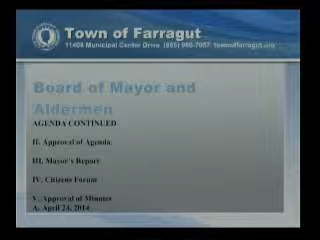 Town of Farragut
11408 Municipal Center Drive (865) 966-7057 townoffarragut.org
Board of Mayor and
Aldermen
AGENDA CONTINUED
II. Approval of Agenda
III. Mayor's Report
IV. Citizens Forum
V. Approval of Minutes
A. April 24, 2014